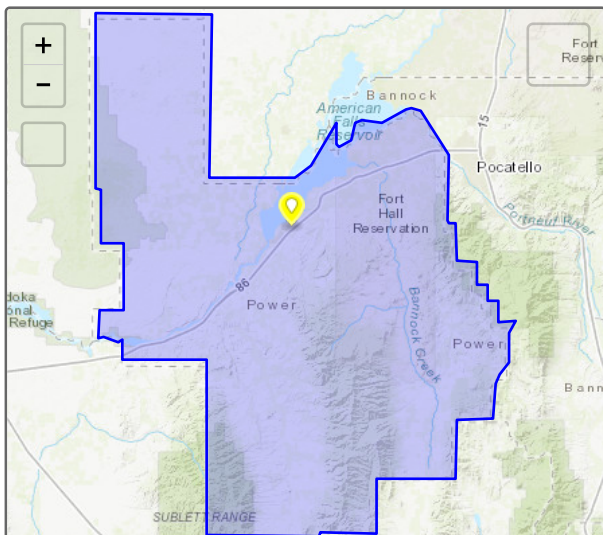 +
−
Fort
Reserv
Bannock
American
Falls
Reservoir
15
Pocatello
Fort
Hall
Reservation
Portneuf River
86
doka
onal
Refuge
Power
Bannock Creek
Power
Bann
SUBLETT RANGE